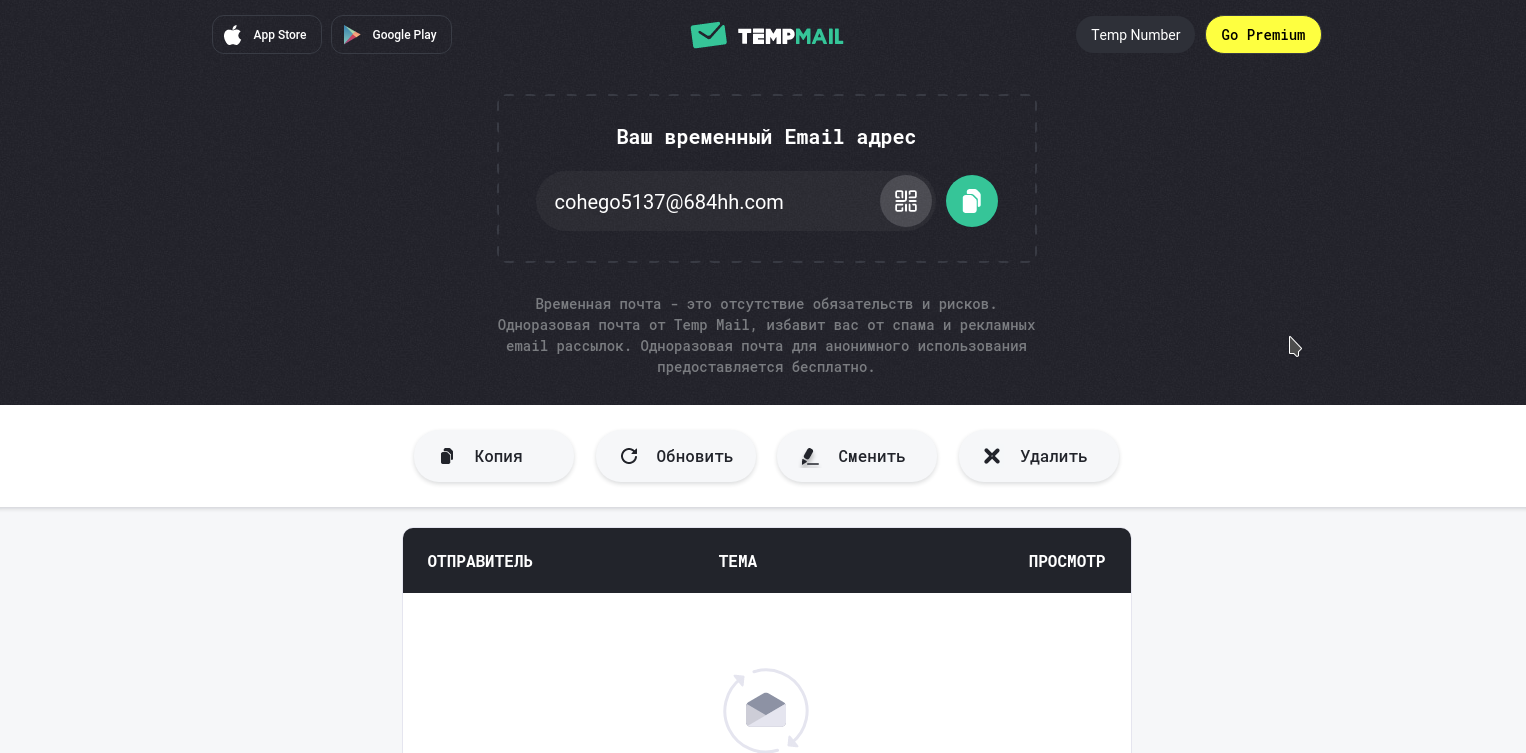 App Store
Google Play
TEMPMAIL
Temp Number
Go Premium
Ваш временный Email адрес
cohego5137@684hh.com
Временная почта - это отсутствие обязательств и рисков.
Одноразовая почта от Temp Mail, избавит вас от спама и рекламных
email рассылок. Одноразовая почта для анонимного использования
предоставляется бесплатно.
Копия
Обновить
Сменить
Удалить
ОТПРАВИТЕЛЬ
ТЕМА
ПРОСМОТР